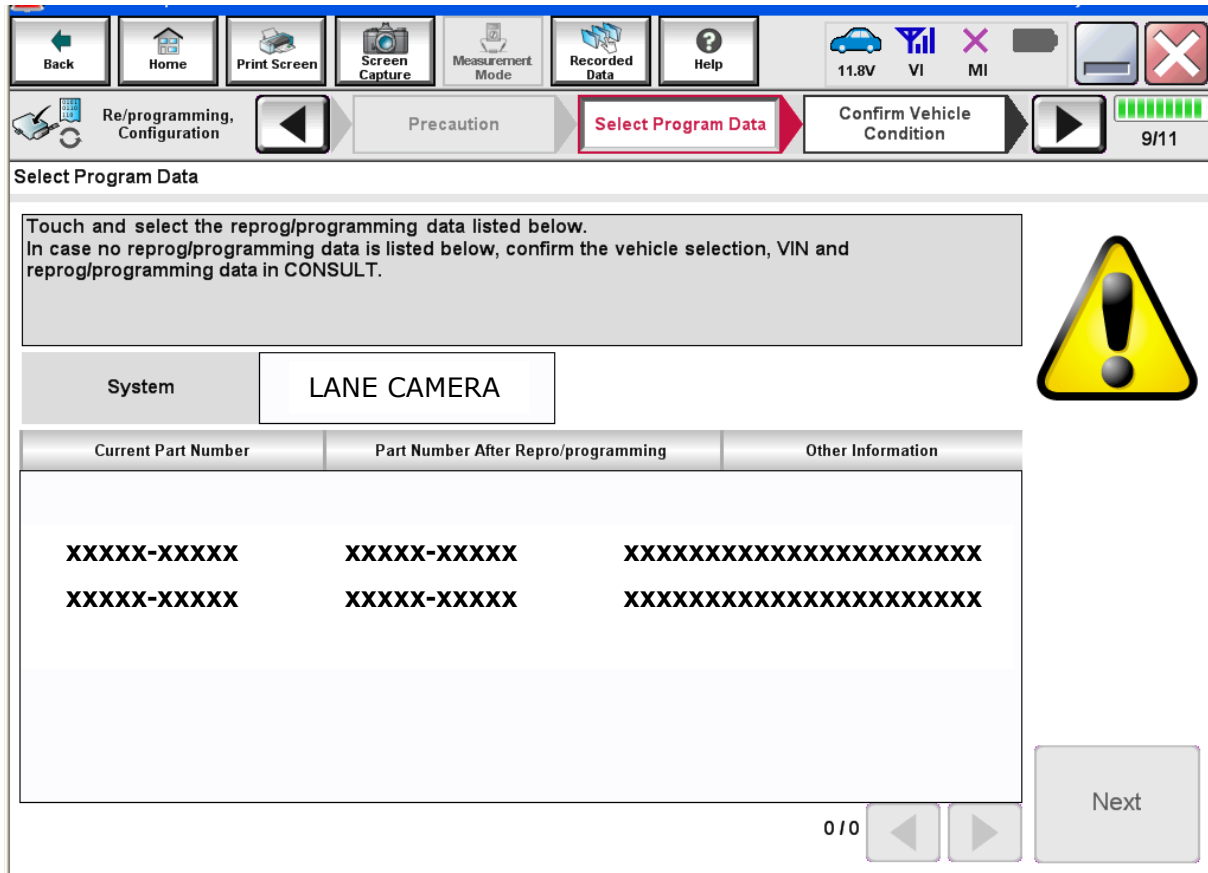 Back
Home
Print Screen
Screen
Capture
Measurement
Mode
Recorded
Data
Help
11.8V
VI
MI
Re/programming,
Configuration
Precaution
Select Program Data
Confirm Vehicle
Condition
9/11
Select Program Data
Touch and select the reprog/programming data listed below.
In case no reprog/programming data is listed below, confirm the vehicle selection, VIN and
reprog/programming data in CONSULT.
System
LANE CAMERA
Current Part Number
Part Number After Repro/programming
Other Information
XXXXX-XXXXX XXXXX-XXXXX XXXXXXXXXXXXXXXXXXXXXX
XXXXX-XXXXX XXXXX-XXXXX XXXXXXXXXXXXXXXXXXXXXX
0/0
Next